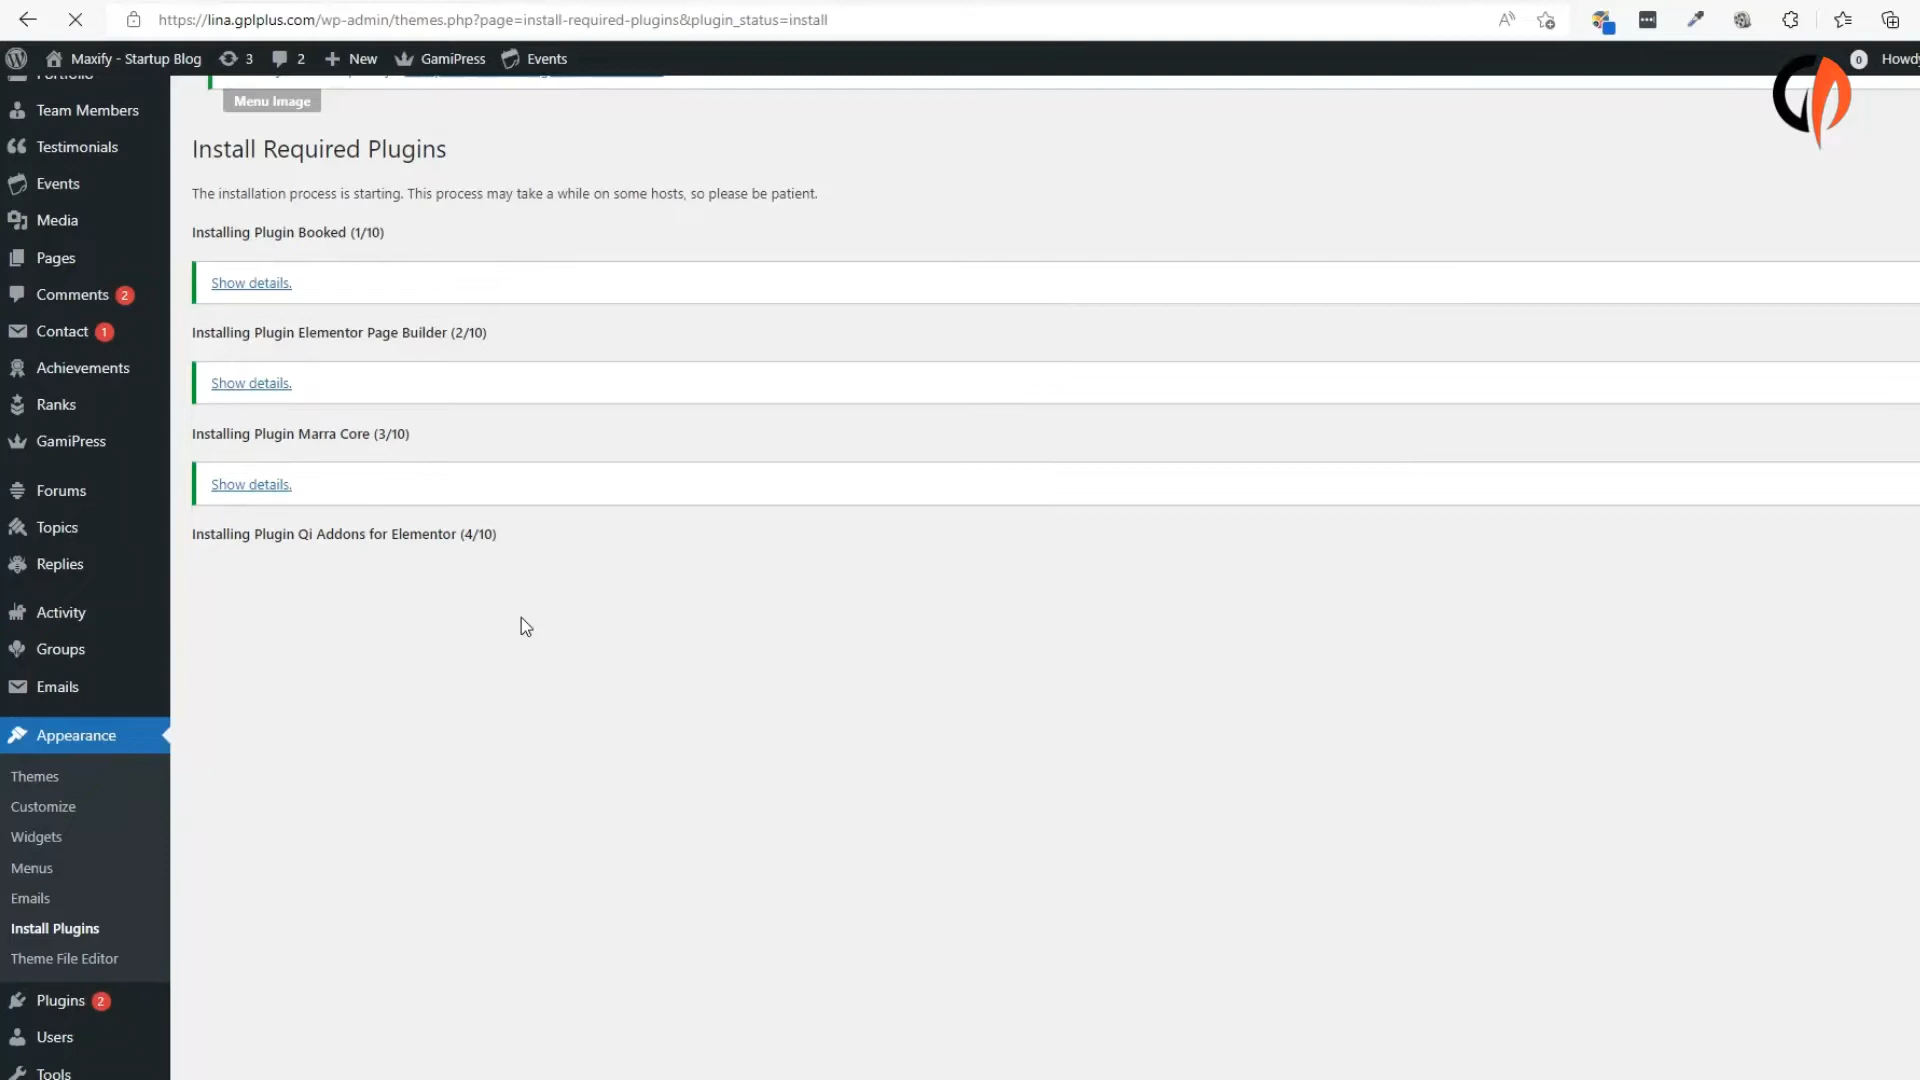 https://lina.gplplus.com/wp-admin/themes.php?page=install-required-plugins&plugin_status=install
Maxify - Startup Blog
3
2
New
GamiPress
Events
0
Howdy
Menu Image
Team Members
Testimonials
Events
Media
Pages
Comments 2
Contact 1
Achievements
Ranks
GamiPress
Forums
Topics
Replies
Activity
Groups
Emails
Appearance
Themes
Customize
Widgets
Menus
Emails
Install Plugins
Theme File Editor
Plugins 2
Users
Tools
Install Required Plugins
The installation process is starting. This process may take a while on some hosts, so please be patient.
Installing Plugin Booked (1/10)
Show details.
Installing Plugin Elementor Page Builder (2/10)
Show details.
Installing Plugin Marra Core (3/10)
Show details.
Installing Plugin Qi Addons for Elementor (4/10)